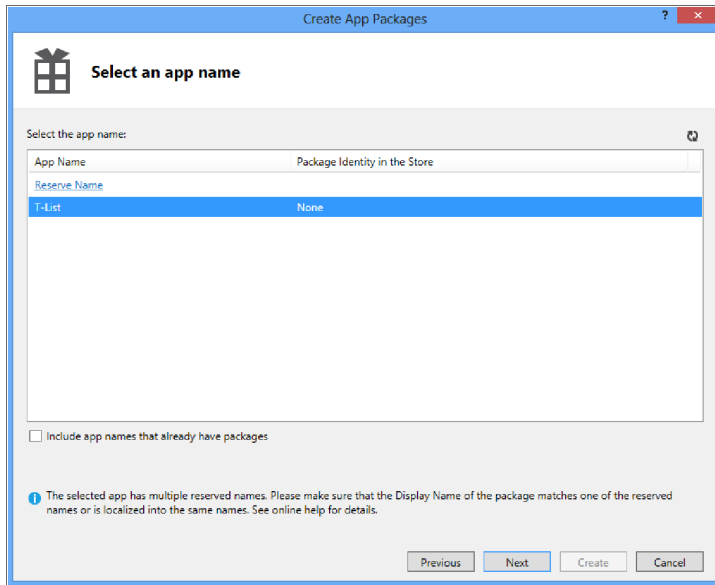 Create App Packages
?
Select an app name
Select the app name:
App Name Package Identity in the Store
Reserve Name
T-List None
Include app names that already have packages
The selected app has multiple reserved names. Please make sure that the Display Name of the package matches one of the reserved
names or is localized into the same names. See online help for details.
Previous Next Create Cancel